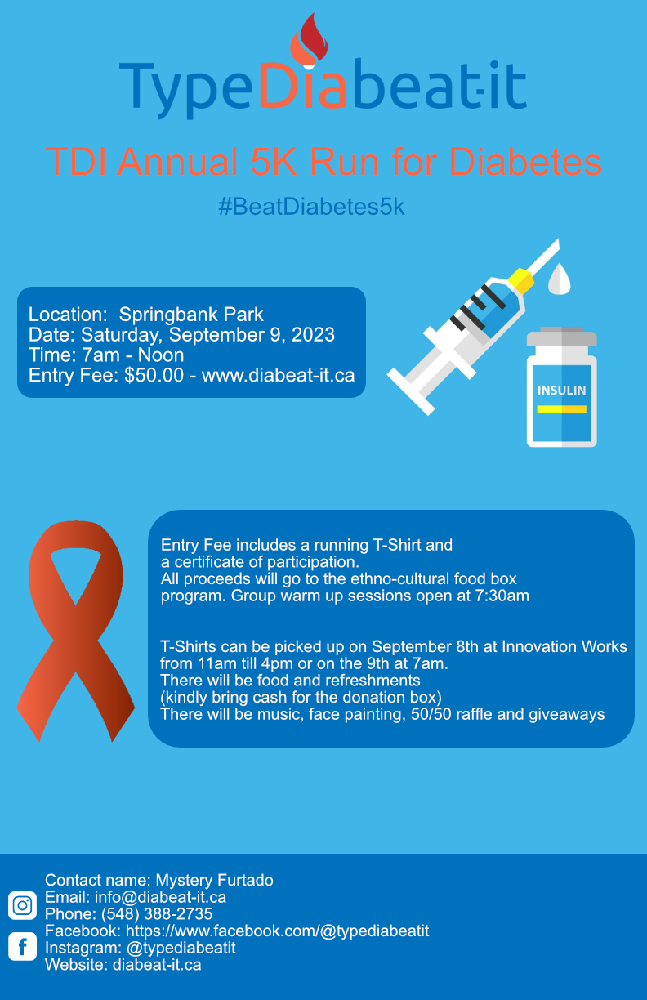 TypeDiabeat-it
TDI Annual 5K Run for Diabetes
#BeatDiabetes5k
Location:  Springbank Park
Date: Saturday, September 9, 2023
Time: 7am - Noon
Entry Fee: $50.00 - www.diabeat-it.ca
INSULIN
Entry Fee includes a running T-Shirt and
a certificate of participation.
All proceeds will go to the ethno-cultural food box
program. Group warm up sessions open at 7:30am
T-Shirts can be picked up on September 8th at Innovation Works
from 11am till 4pm or on the 9th at 7am.
There will be food and refreshments
(kindly bring cash for the donation box)
There will be music, face painting, 50/50 raffle and giveaways
Contact name: Mystery Furtado
Email: info@diabeat-it.ca
Phone: (548) 388-2735
Facebook: https://www.facebook.com/@typediabeatit
Instagram: @typediabeatit
Website: diabeat-it.ca